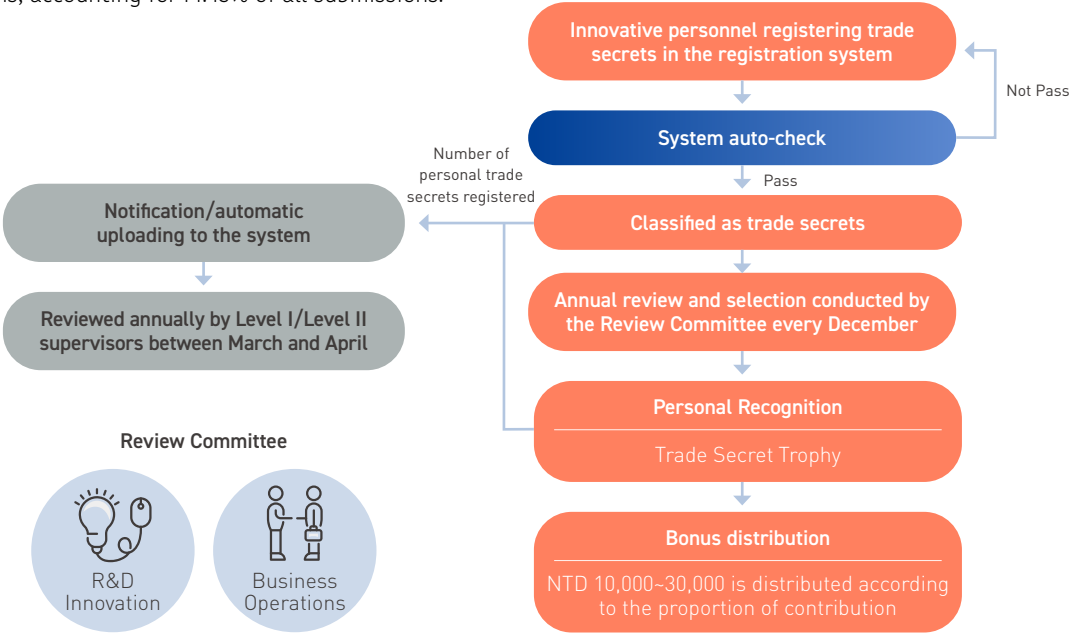 Innovative personnel registering trade
secrets in the registration system
Not Pass
System auto-check
Pass
Number of
personal trade
secrets registered
Notification/automatic
uploading to the system
Classified as trade secrets
Reviewed annually by Level I/Level II
supervisors between March and April
Annual review and selection conducted by
the Review Committee every December
Personal Recognition
Trade Secret Trophy
Bonus distribution
NTD 10,000~30,000 is distributed according
to the proportion of contribution
Review Committee
R&D
Innovation
Business
Operations